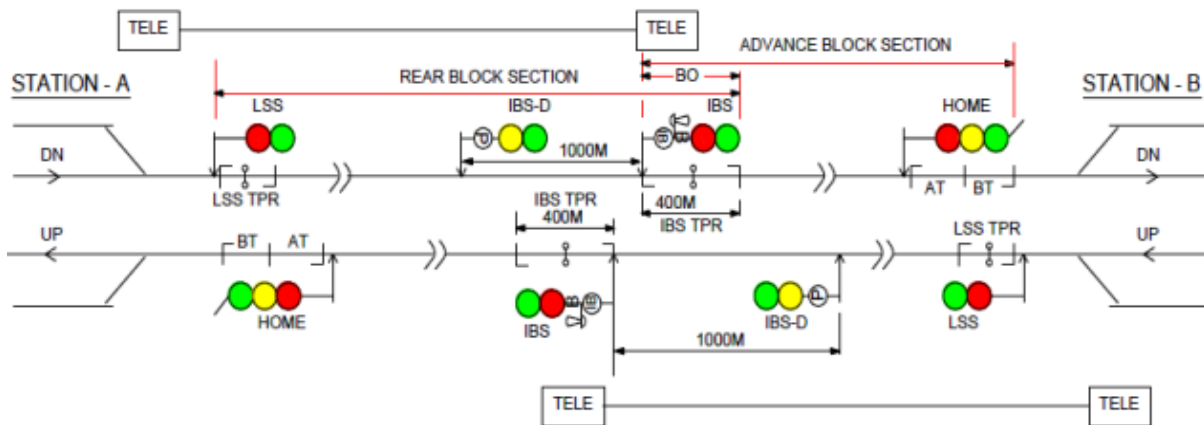 TELE
TELE
ADVANCE BLOCK SECTION
STATION - A
REAR BLOCK SECTION
BO
STATION - B
LSS
IBS-D
IBS
HOME
P
IB
B
DN
1000M
DN
LSS TPR
IBS TPR
400M
400M
IBS TPR
AT
BT
UP
BT
AT
LSS TPR
UP
HOME
IBS
B
IB
IBS-D
P
LSS
1000M
TELE
TELE